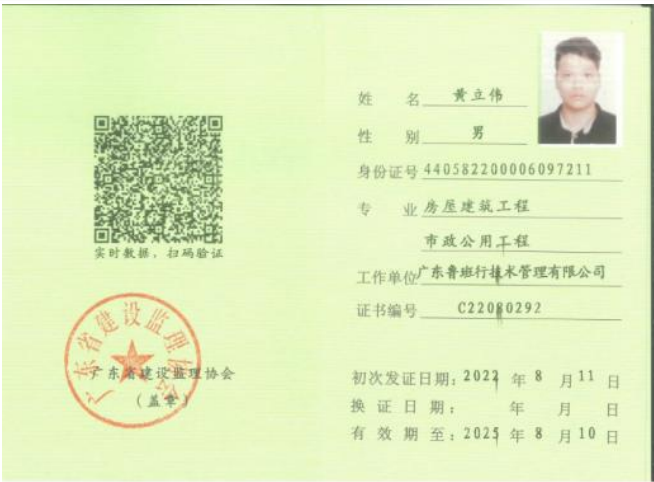 实时数据，扫码验证
广东省建设监理协会
广东省建设监理协会
（盖章）
姓 名 黄立伟
性 别 男
身份证号 440582200006097211
专 业 房屋建筑工程
市政公用工程
工作单位 广东鲁班行技术管理有限公司
证书编号 C22080292
初次发证日期：2022 年 8 月 11 日
换 证 日 期： 年 月 日
有 效 期 至：2025 年 8 月 10 日